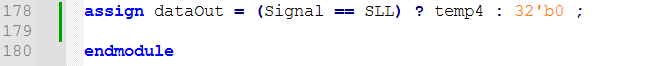 178 assign dataOut = (Signal == SLL) ? temp4 : 32'b0 ;
179
180 endmodule